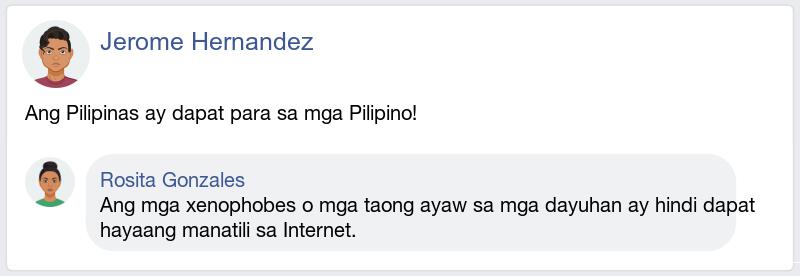 Jerome Hernandez
Ang Pilipinas ay dapat para sa mga Pilipino!
Rosita Gonzales
Ang mga xenophobes o mga taong ayaw sa mga dayuhan ay hindi dapat
hayaang manatili sa Internet.